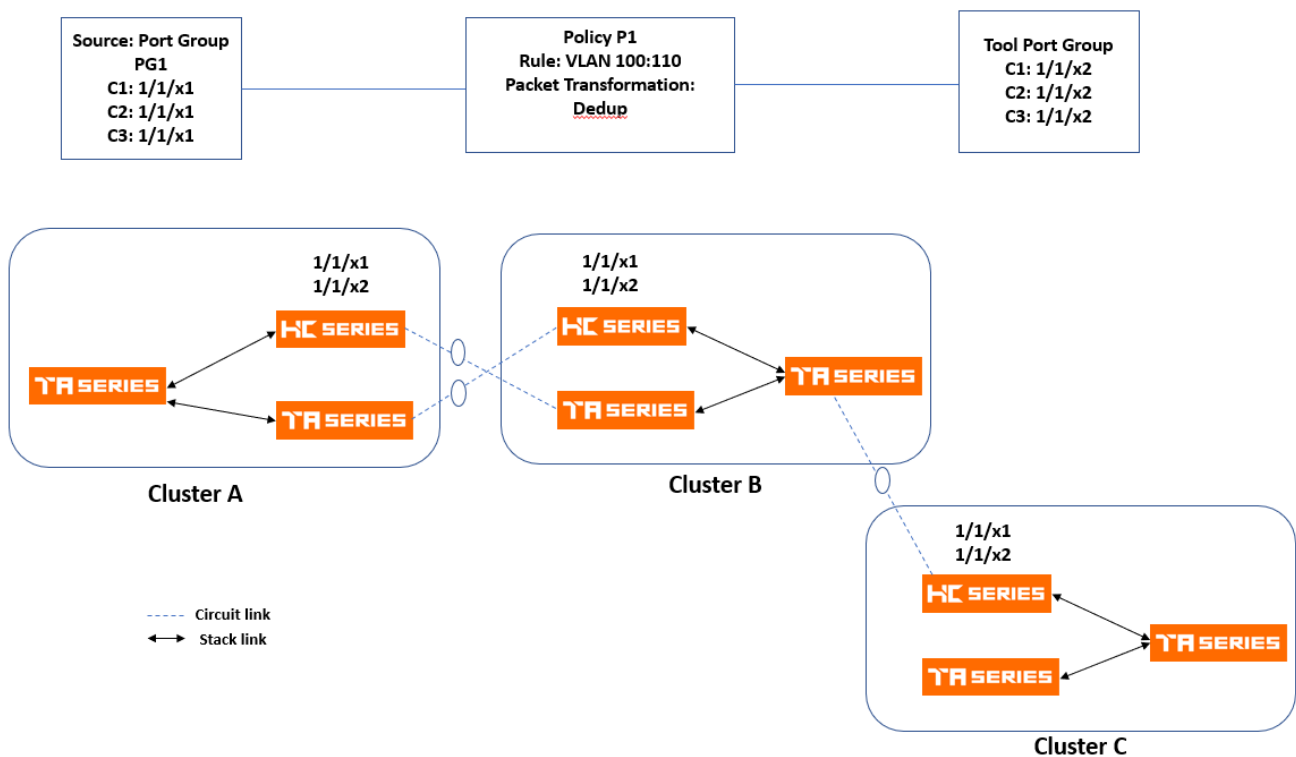 Source: Port Group
PG1
C1: 1/1/x1
C2: 1/1/x1
C3: 1/1/x1
Policy P1
Rule: VLAN 100:110
Packet Transformation:
Dedup
Tool Port Group
C1: 1/1/x2
C2: 1/1/x2
C3: 1/1/x2
1/1/x1
1/1/x2
HC SERIES
TA SERIES
TA SERIES
Cluster A
1/1/x1
1/1/x2
HC SERIES
TA SERIES
TA SERIES
Cluster B
1/1/x1
1/1/x2
HC SERIES
TA SERIES
TA SERIES
Cluster C
Circuit link
Stack link